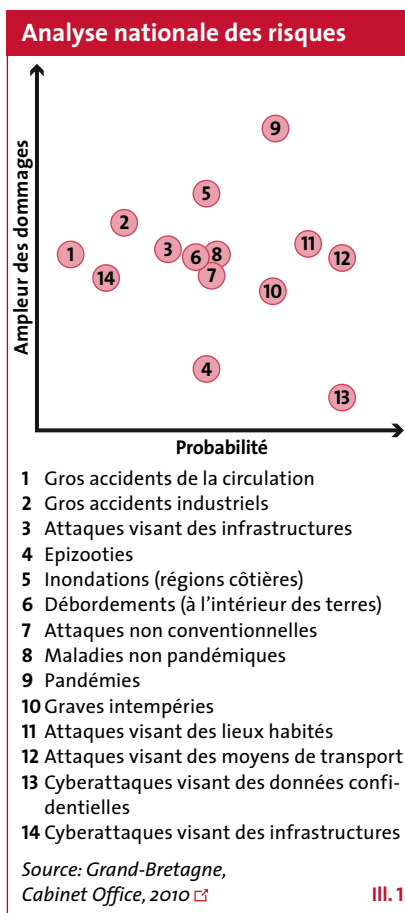 Analyse nationale des risques
Ampleur des dommages
9
5
2
11
1
3
6
8
12
14
7
10
4
13
Probabilité
1 Gros accidents de la circulation
2 Gros accidents industriels
3 Attaques visant des infrastructures
4 Epizooties
5 Inondations (régions côtières)
6 Débordements (à l'intérieur des terres)
7 Attaques non conventionnelles
8 Maladies non pandémiques
9 Pandémies
10 Graves intempéries
11 Attaques visant des lieux habités
12 Attaques visant des moyens de transport
13 Cyberattaques visant des données confi-
dentielles
14 Cyberattaques visant des infrastructures
Source: Grand-Bretagne,
Cabinet Office, 2010
Ill. 1